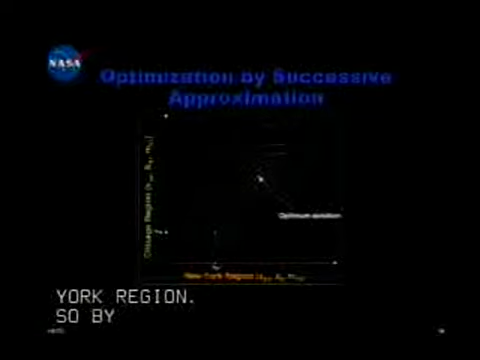 NASA
Optimization by Successive
Approximation
Chicago Region
Optimum solution
New York Region
YORK REGION.
SO BY